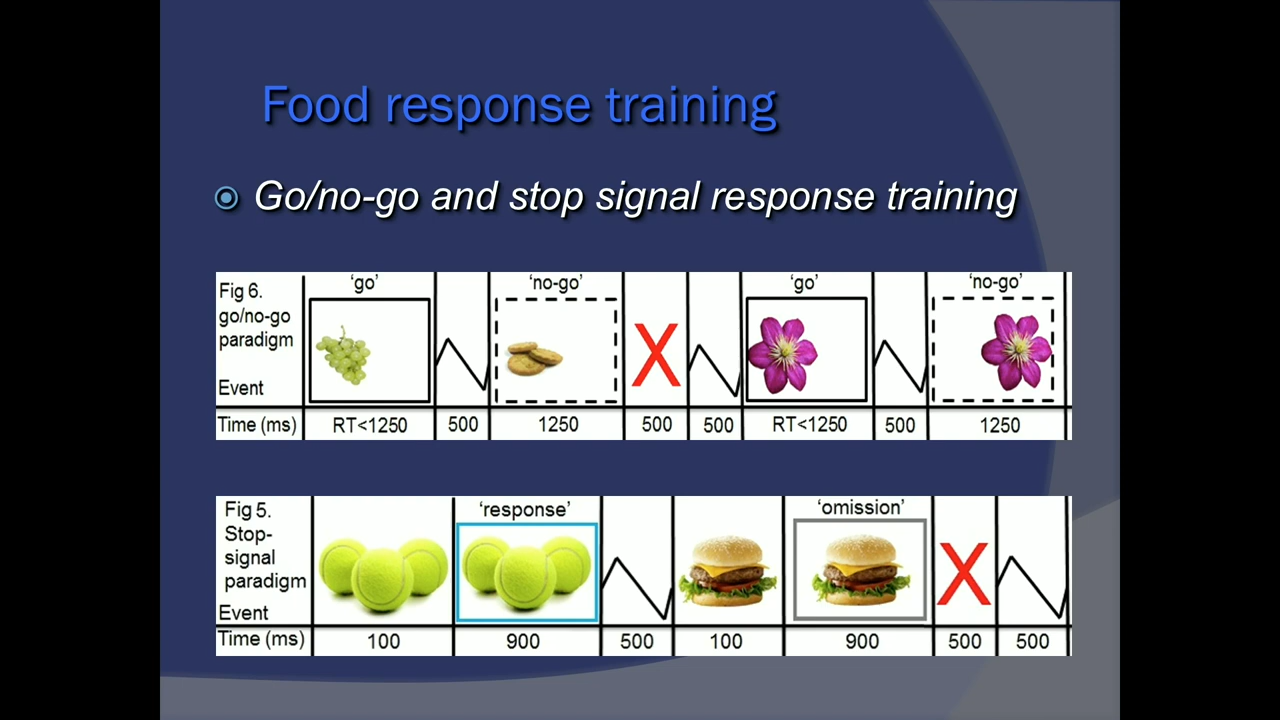 Food response training
Go/no-go and stop signal response training
Fig 6.
go/no-go
paradigm
Event
‘go’
‘no-go’
X
‘go’
‘no-go’
Time (ms)
RT<1250
500
1250
500
500
RT<1250
500
1250
Fig 5.
Stop-
signal
paradigm
Event
‘response’
‘omission’
X
Time (ms)
100
900
500
100
900
500
500